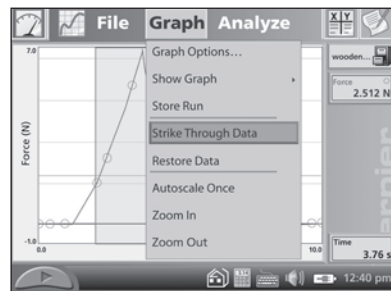 File Graph Analyze
X Y
Graph Options...
Show Graph
Store Run
Strike Through Data
Restore Data
Autoscale Once
Zoom In
Zoom Out
7.0
Force (N)
-1.0
0.0
10.0
wooden...
Force
2.512 N
ernier
Time
3.76 s
12:40 pm